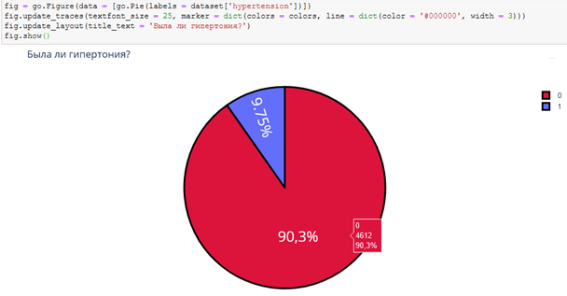 fig = go.Figure(data = [go.Pie(labels = dataset['hypertension'])])
fig.update_traces(textfont_size = 25, marker = dict(colors = colors, line = dict(color = '#000000', width = 3)))
fig.update_layout(title_text = 'Была ли гипертония?')
fig.show()
Была ли гипертония?
0
1
9.75%
90,3%
0
4612
90,3%